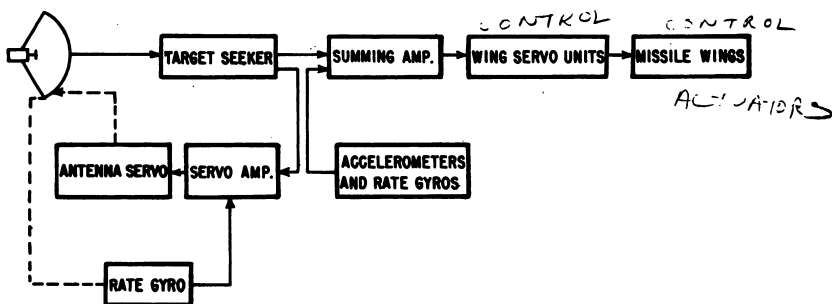 CONTROL CONTROL
TARGET SEEKER
SUMMING AMP.
WING SERVO UNITS
MISSILE WINGS
ACTUATORS
ANTENNA SERVO
SERVO AMP.
ACCELEROMETERS
AND RATE GYROS
RATE GYRO